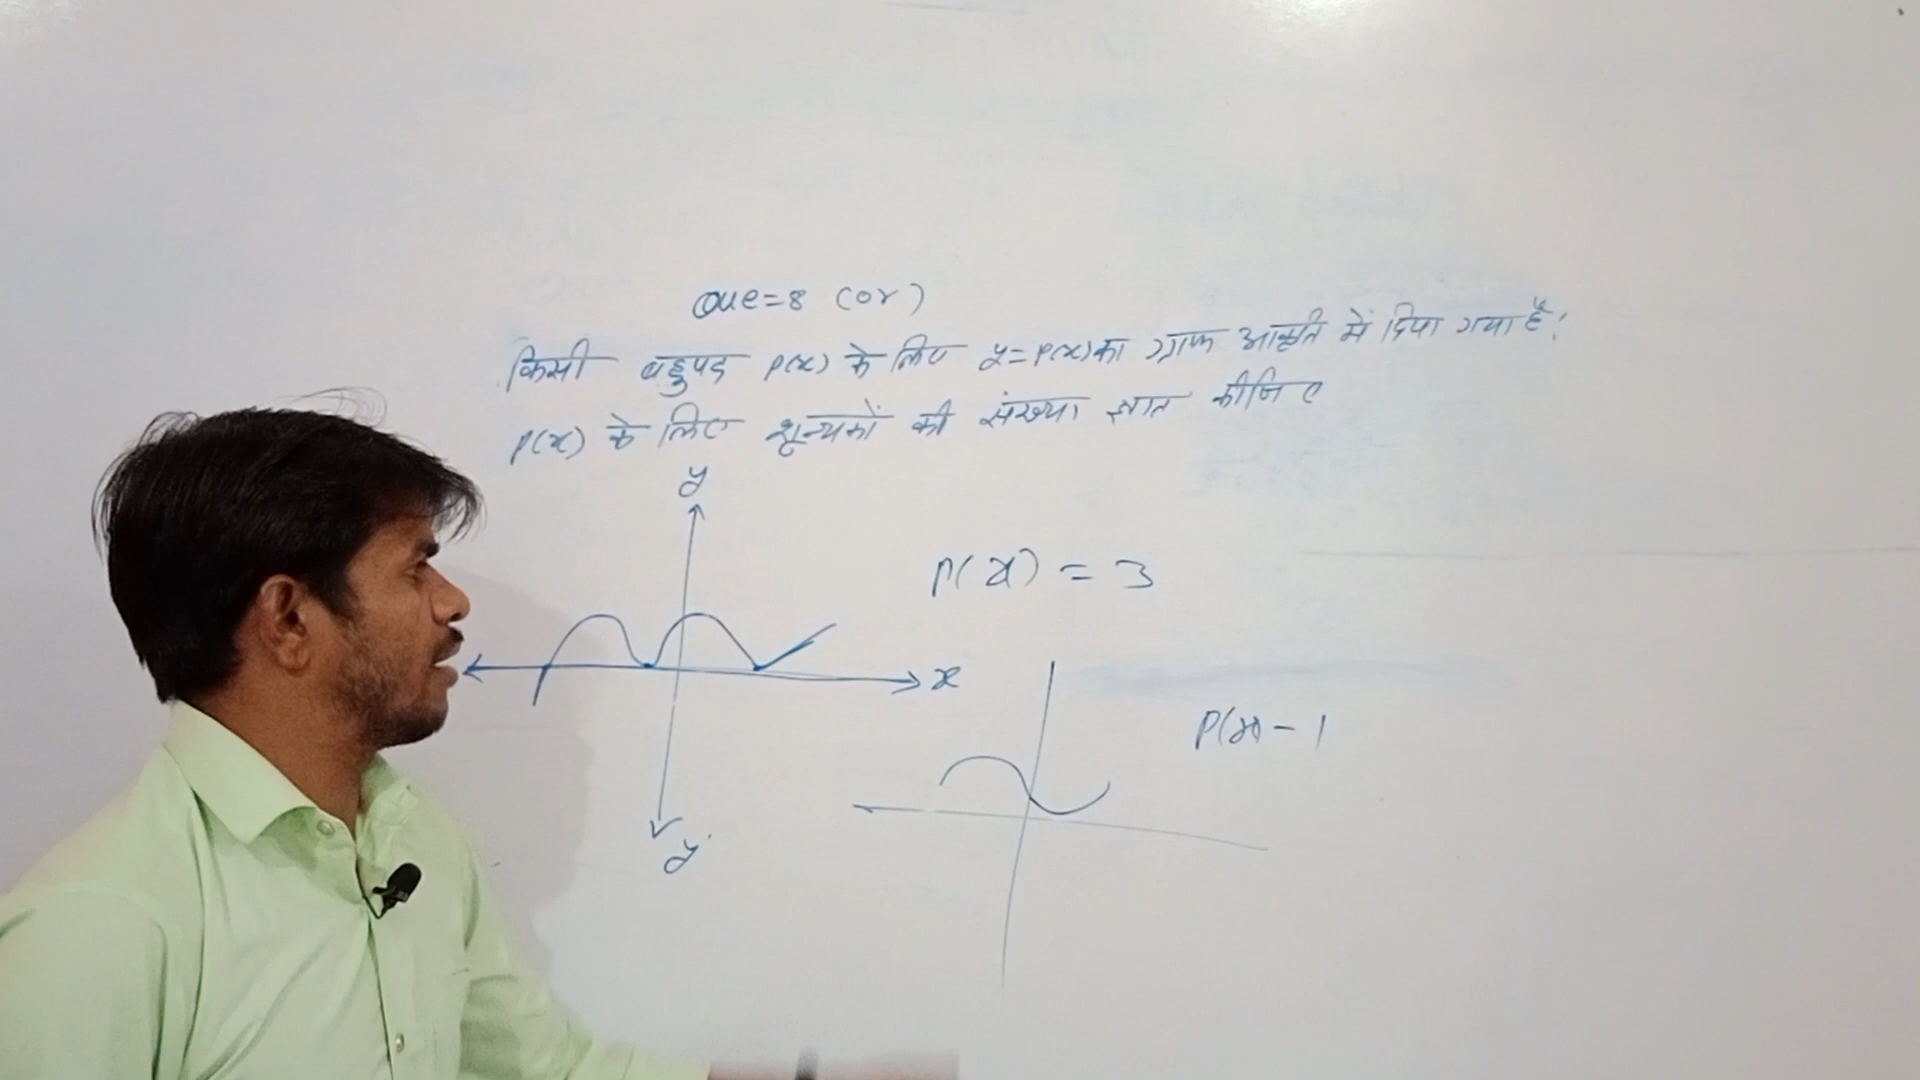 Que=8 (or)
किसी बहुपद p(x) के लिए y=p(x) का ग्राफ आकृति में दिया गया है।
p(x) के लिए शून्यकों की संख्या ज्ञात कीजिए
y
p(x) = 3
x
P(x) - 1
y'